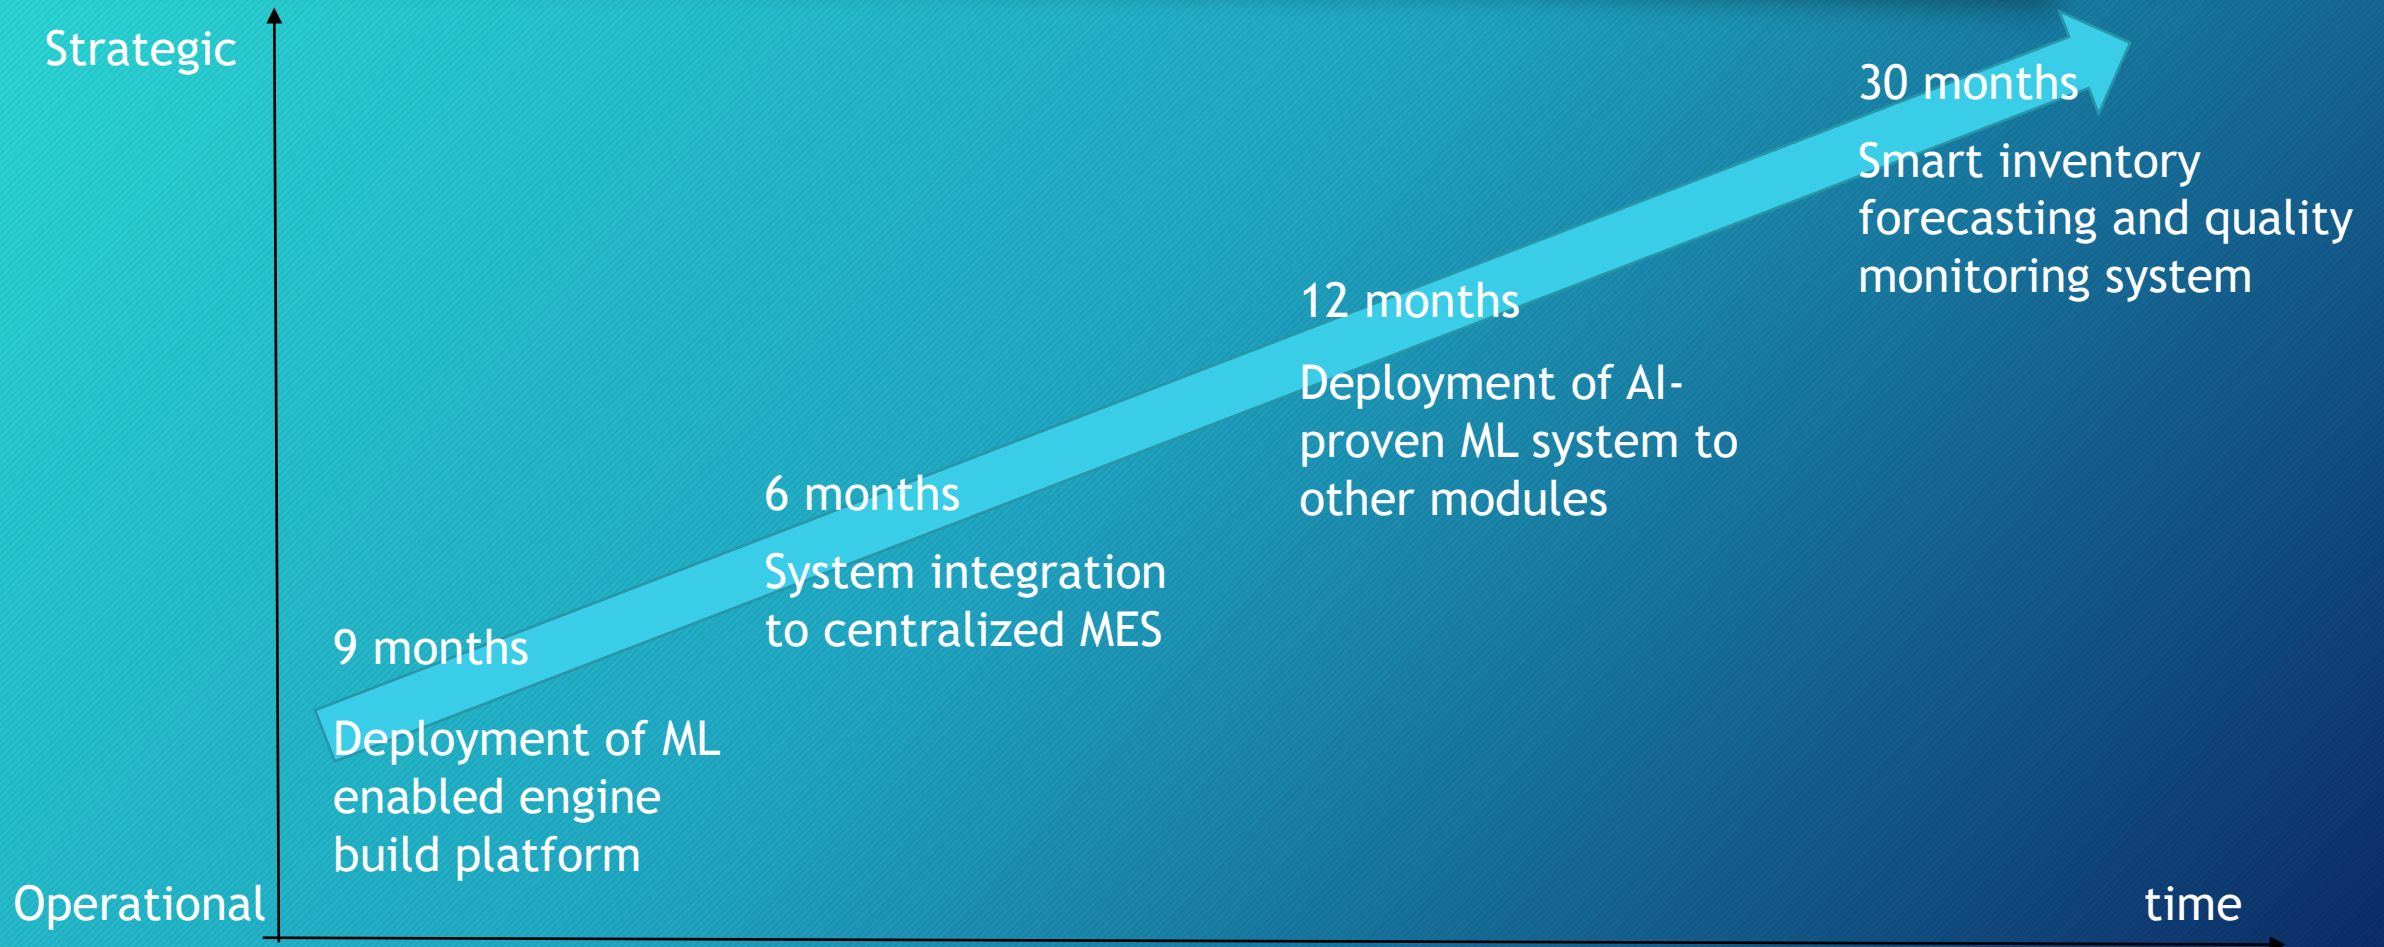 Strategic
30 months
Smart inventory
forecasting and quality
monitoring system
12 months
Deployment of AI-
proven ML system to
other modules
6 months
System integration
to centralized MES
9 months
Deployment of ML
enabled engine
build platform
Operational
time